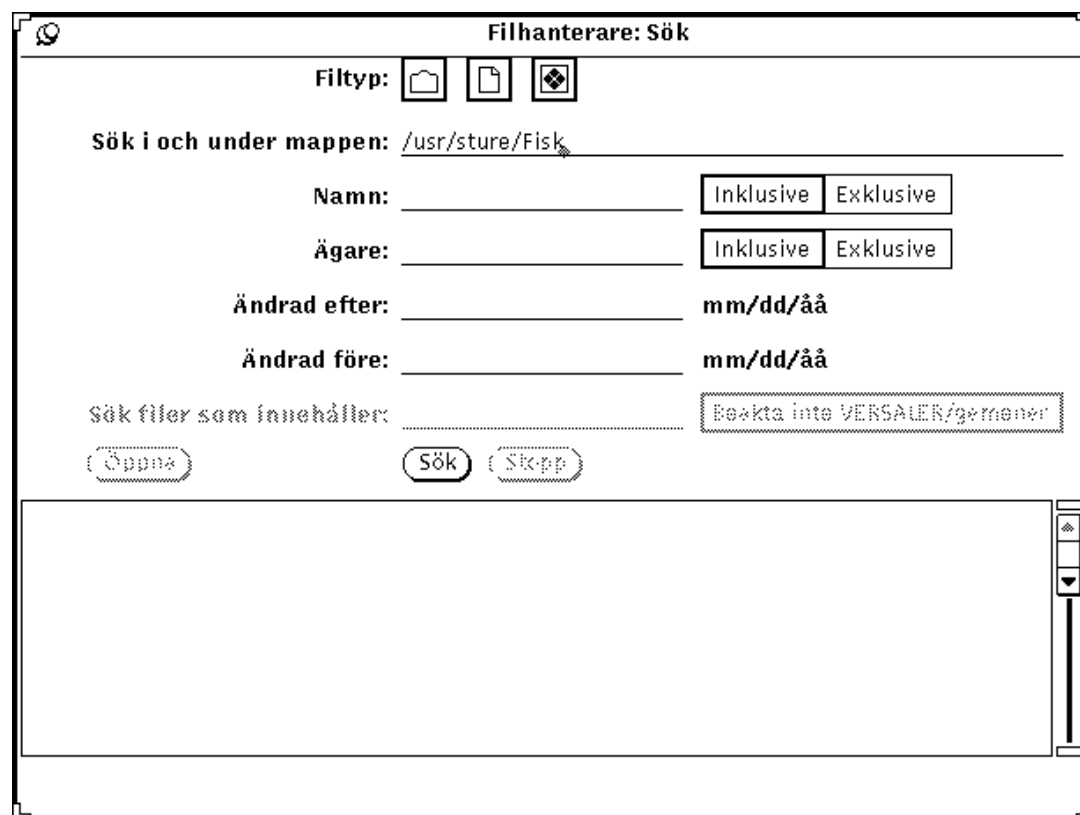 Filhanterare: Sök
Filtyp:
Sök i och under mappen: /usr/sture/Fisk
Namn: Inklusive Exklusive
Ägare: Inklusive Exklusive
Ändrad efter: mm/dd/åå
Ändrad före: mm/dd/åå
Sök filer som innehåller: Beakta inte VERSALER/gemener
Öppna Sök Stopp